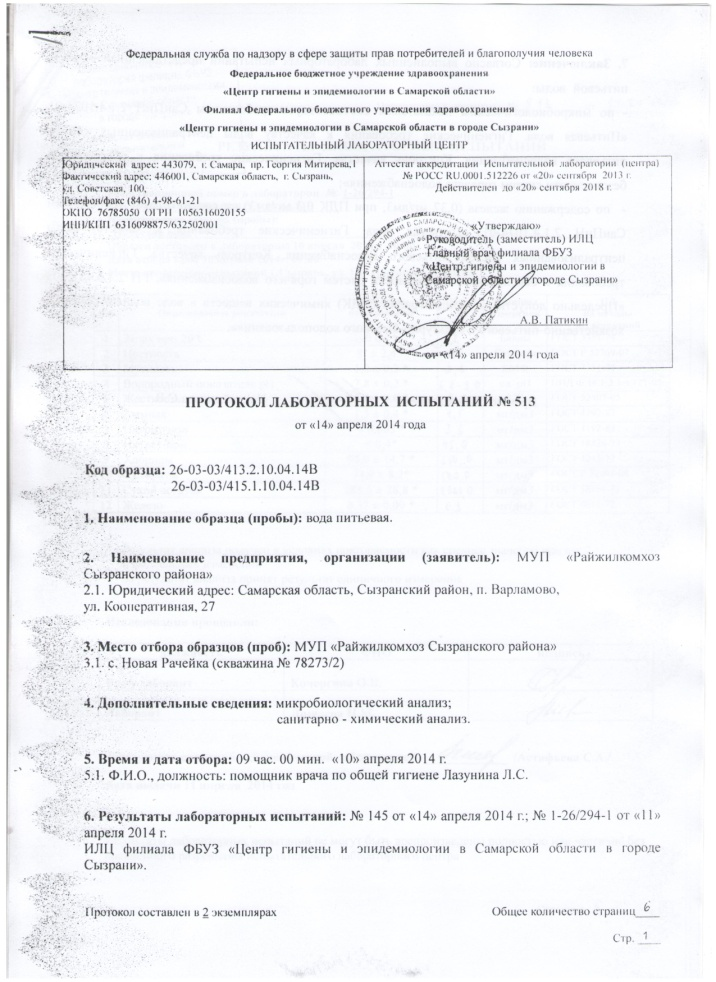 Федеральная служба по надзору в сфере защиты прав потребителей и благополучия человека
Федеральное бюджетное учреждение здравоохранения
«Центр гигиены и эпидемиологии в Самарской области»
Филиал Федерального бюджетного учреждения здравоохранения
«Центр гигиены и эпидемиологии в Самарской области в городе Сызрани»
ИСПЫТАТЕЛЬНЫЙ ЛАБОРАТОРНЫЙ ЦЕНТР
Юридический адрес: 443079, г. Самара, пр. Георгия Митирева,1
Фактический адрес: 446001, Самарская область, г. Сызрань,
ул. Советская, 100,
Телефон/факс (846) 4-98-61-21
ОКПО 76785050 ОГРН 1056316020155
ИНН/КПП 6316098875/632502001
Аттестат аккредитации Испытательной лаборатории (центра)
№ РОСС RU.0001.512226 от «20» сентября 2013 г.
Действителен до «20» сентября 2018 г.
«Утверждаю»
Руководитель (заместитель) ИЛЦ
Главный врач филиала ФБУЗ
«Центр гигиены и эпидемиологии в
Самарской области в городе Сызрани»
А.В. Патикин
от «14» апреля 2014 года
ПРОТОКОЛ ЛАБОРАТОРНЫХ ИСПЫТАНИЙ № 513
от «14» апреля 2014 года
Код образца: 26-03-03/413.2.10.04.14В
26-03-03/415.1.10.04.14В
1. Наименование образца (пробы): вода питьевая.
2. Наименование предприятия, организации (заявитель): МУП «Райжилкомхоз
Сызранского района»
2.1. Юридический адрес: Самарская область, Сызранский район, п. Варламово,
ул. Кооперативная, 27
3. Место отбора образцов (проб): МУП «Райжилкомхоз Сызранского района»
3.1. с. Новая Рачейка (скважина № 78273/2)
4. Дополнительные сведения: микробиологический анализ;
санитарно - химический анализ.
5. Время и дата отбора: 09 час. 00 мин. «10» апреля 2014 г.
5.1. Ф.И.О., должность: помощник врача по общей гигиене Лазунина Л.С.
6. Результаты лабораторных испытаний: № 145 от «14» апреля 2014 г.; № 1-26/294-1 от «11»
апреля 2014 г.
ИЛЦ филиала ФБУЗ «Центр гигиены и эпидемиологии в Самарской области в городе
Сызрани».
Протокол составлен в 2 экземплярах
Общее количество страниц 6
Стр. 1